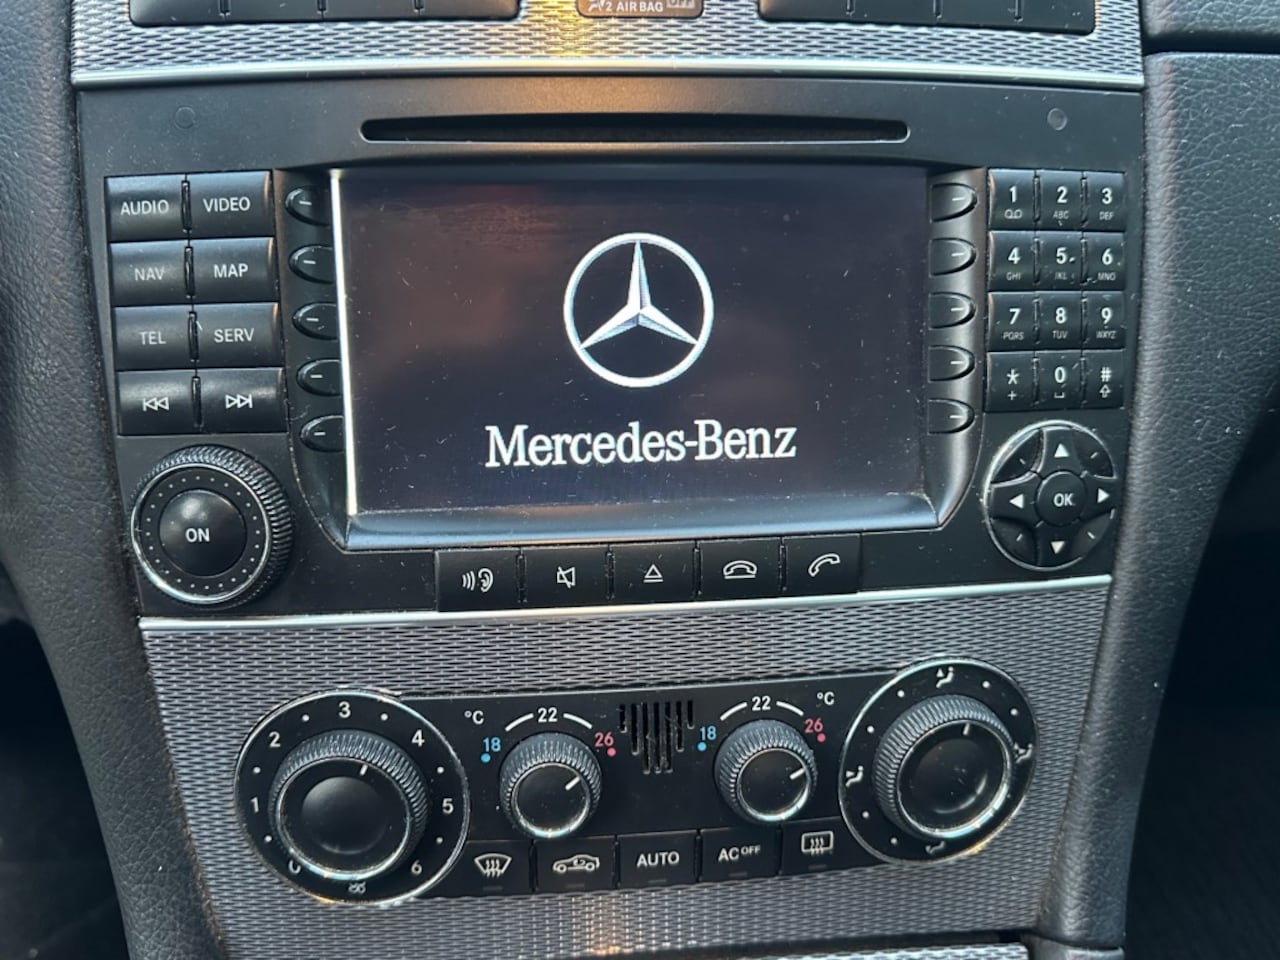 2 AIR BAG OFF
AUDIO VIDEO
NAV MAP
TEL SERV
ON
Mercedes-Benz
1 2 ABC 3 DEF
4 GHI 5 JKL 6 MNO
7 PQRS 8 TUV 9 WXYZ
* + 0 # 
OK
0 1 2 3 4 5 6
°C 18 22 26
18 22 26 °C
AUTO AC OFF